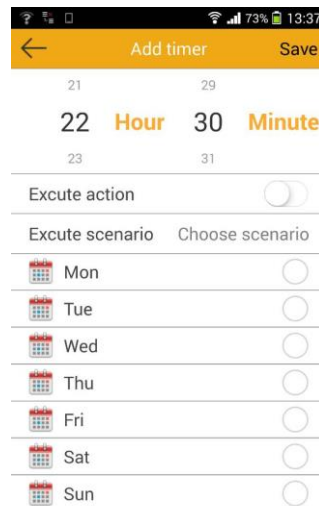 73% 13:37
Add timer Save
21 29
22 Hour 30 Minute
23 31
Excute action
Excute scenario Choose scenario
Mon
Tue
Wed
Thu
Fri
Sat
Sun